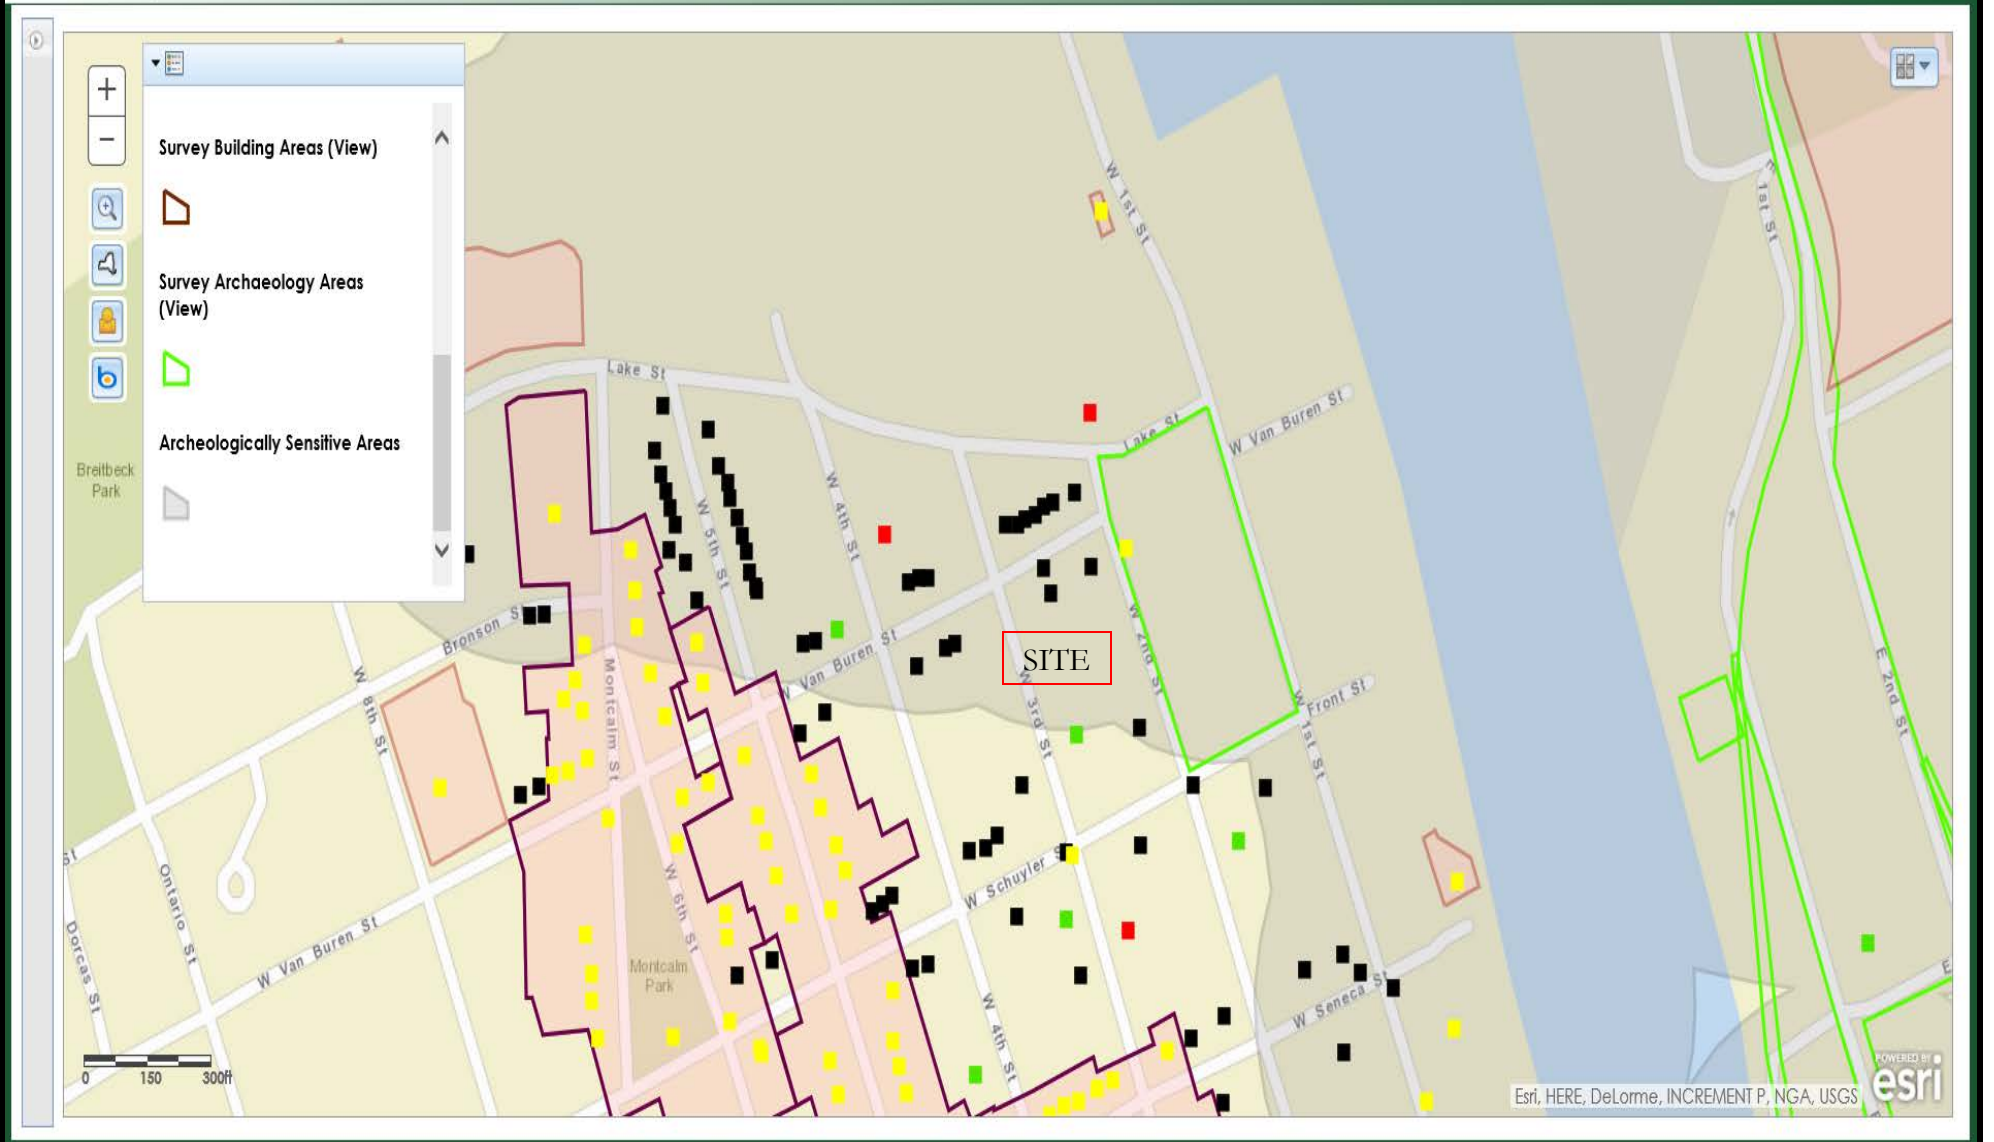 Survey Building Areas (View)
Survey Archaeology Areas
(View)
Archeologically Sensitive Areas
+
−
Breitbeck
Park
Lake St
W 1st St
W Van Buren St
Lake St
E
1st St
W 5th St
W 4th St
Bronson S
W Van Buren St
W 2nd St
SITE
W 3rd St
Front St
W 1st St
E 2nd St
Montcalm St
W 8th St
St
Ontario St
W Van Buren St
Dorcas St
W 6th St
Montcalm
Park
W Schuyler S
W 4th St
W Seneca St
E
0 150 300ft
Esri, HERE, DeLorme, INCREMENT P, NGA, USGS
POWERED BY
esri